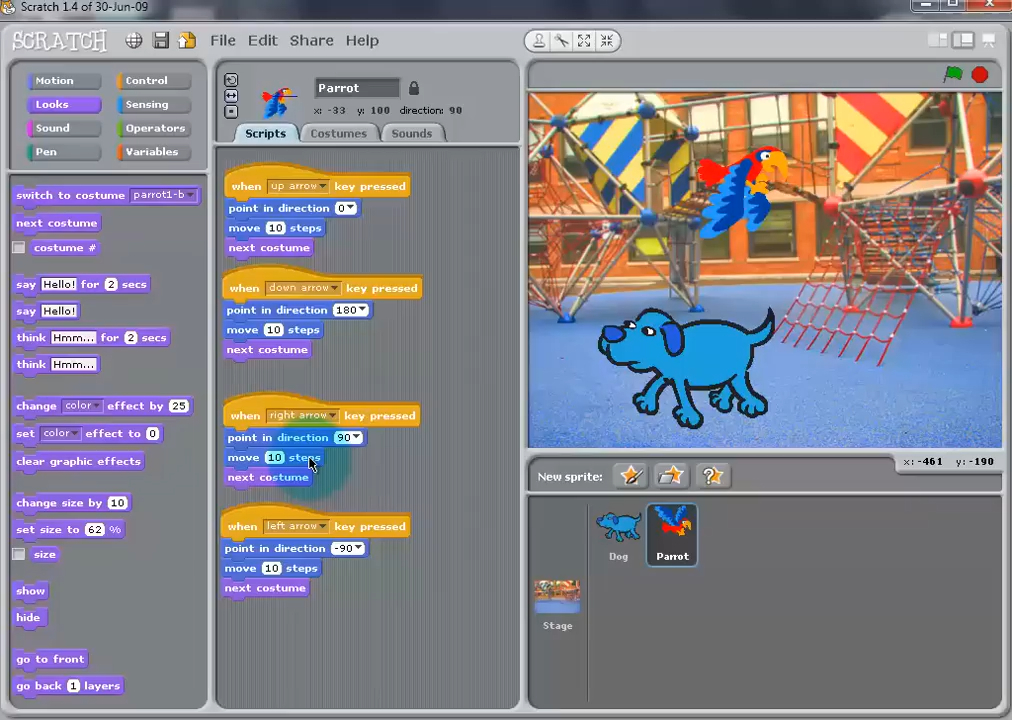 Scratch 1.4 of 30-Jun-09
SCRATCH File Edit Share Help
Motion Control
Looks Sensing
Sound Operators
Pen Variables
switch to costume parrot1-b
next costume
costume #
say Hello! for 2 secs
say Hello!
think Hmm... for 2 secs
think Hmm...
change color effect by 25
set color effect to 0
clear graphic effects
change size by 10
set size to 62 %
size
show
hide
go to front
go back 1 layers
Parrot
x: -33 y: 100 direction: 90
Scripts Costumes Sounds
when up arrow key pressed
point in direction 0
move 10 steps
next costume
when down arrow key pressed
point in direction 180
move 10 steps
next costume
when right arrow key pressed
point in direction 90
move 10 steps
next costume
when left arrow key pressed
point in direction -90
move 10 steps
next costume
x: -461 y: -190
New sprite:
Dog Parrot
Stage